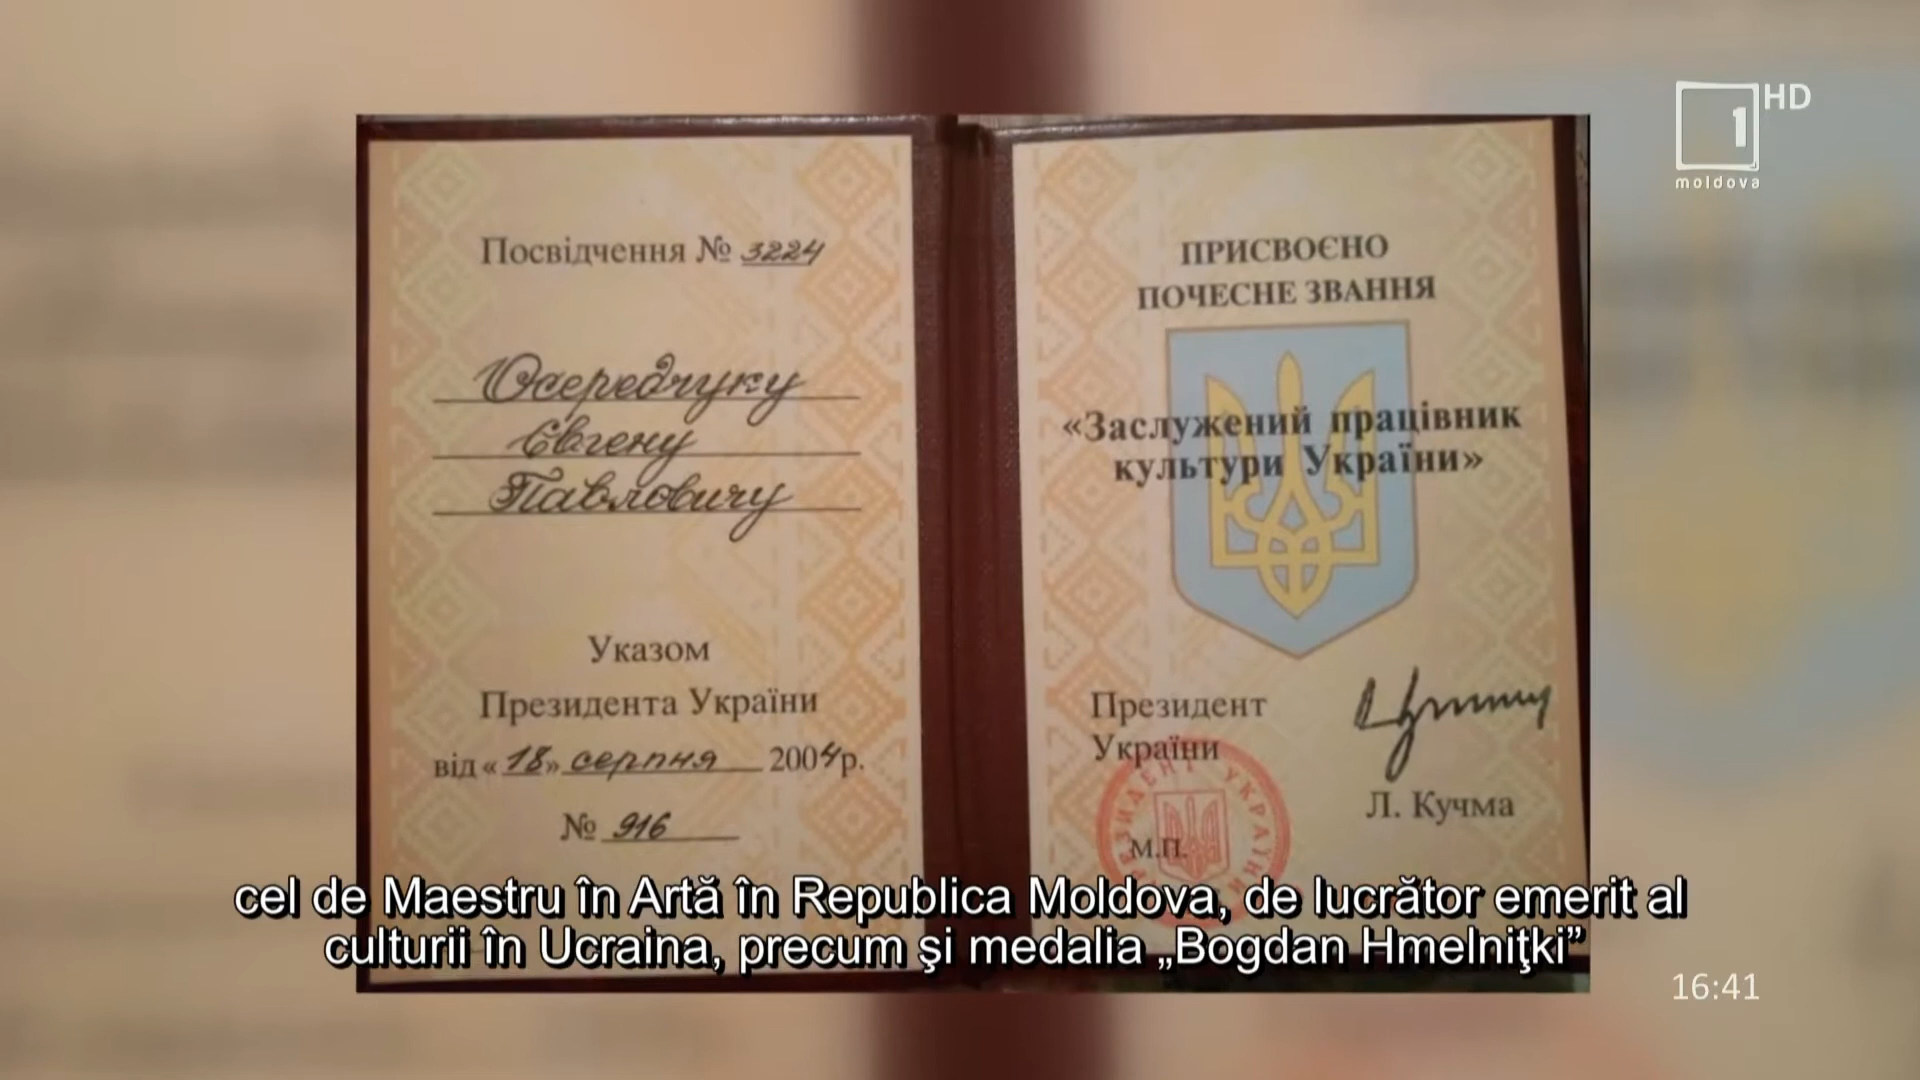 HD
1
moldova
Посвідчення № 3224
Осередчуку
Євгену
Павловичу
Указом
Президента України
від «18» серпня 2004р.
№ 916
ПРИСВОЄНО
ПОЧЕСНЕ ЗВАННЯ
«Заслужений працівник
культури України»
Президент
України
Л. Кучма
ПРЕЗИДЕНТ УКРАЇНИ
М.П.
cel de Maestru în Artă în Republica Moldova, de lucrător emerit al
culturii în Ucraina, precum şi medalia „Bogdan Hmelniţki”
16:41